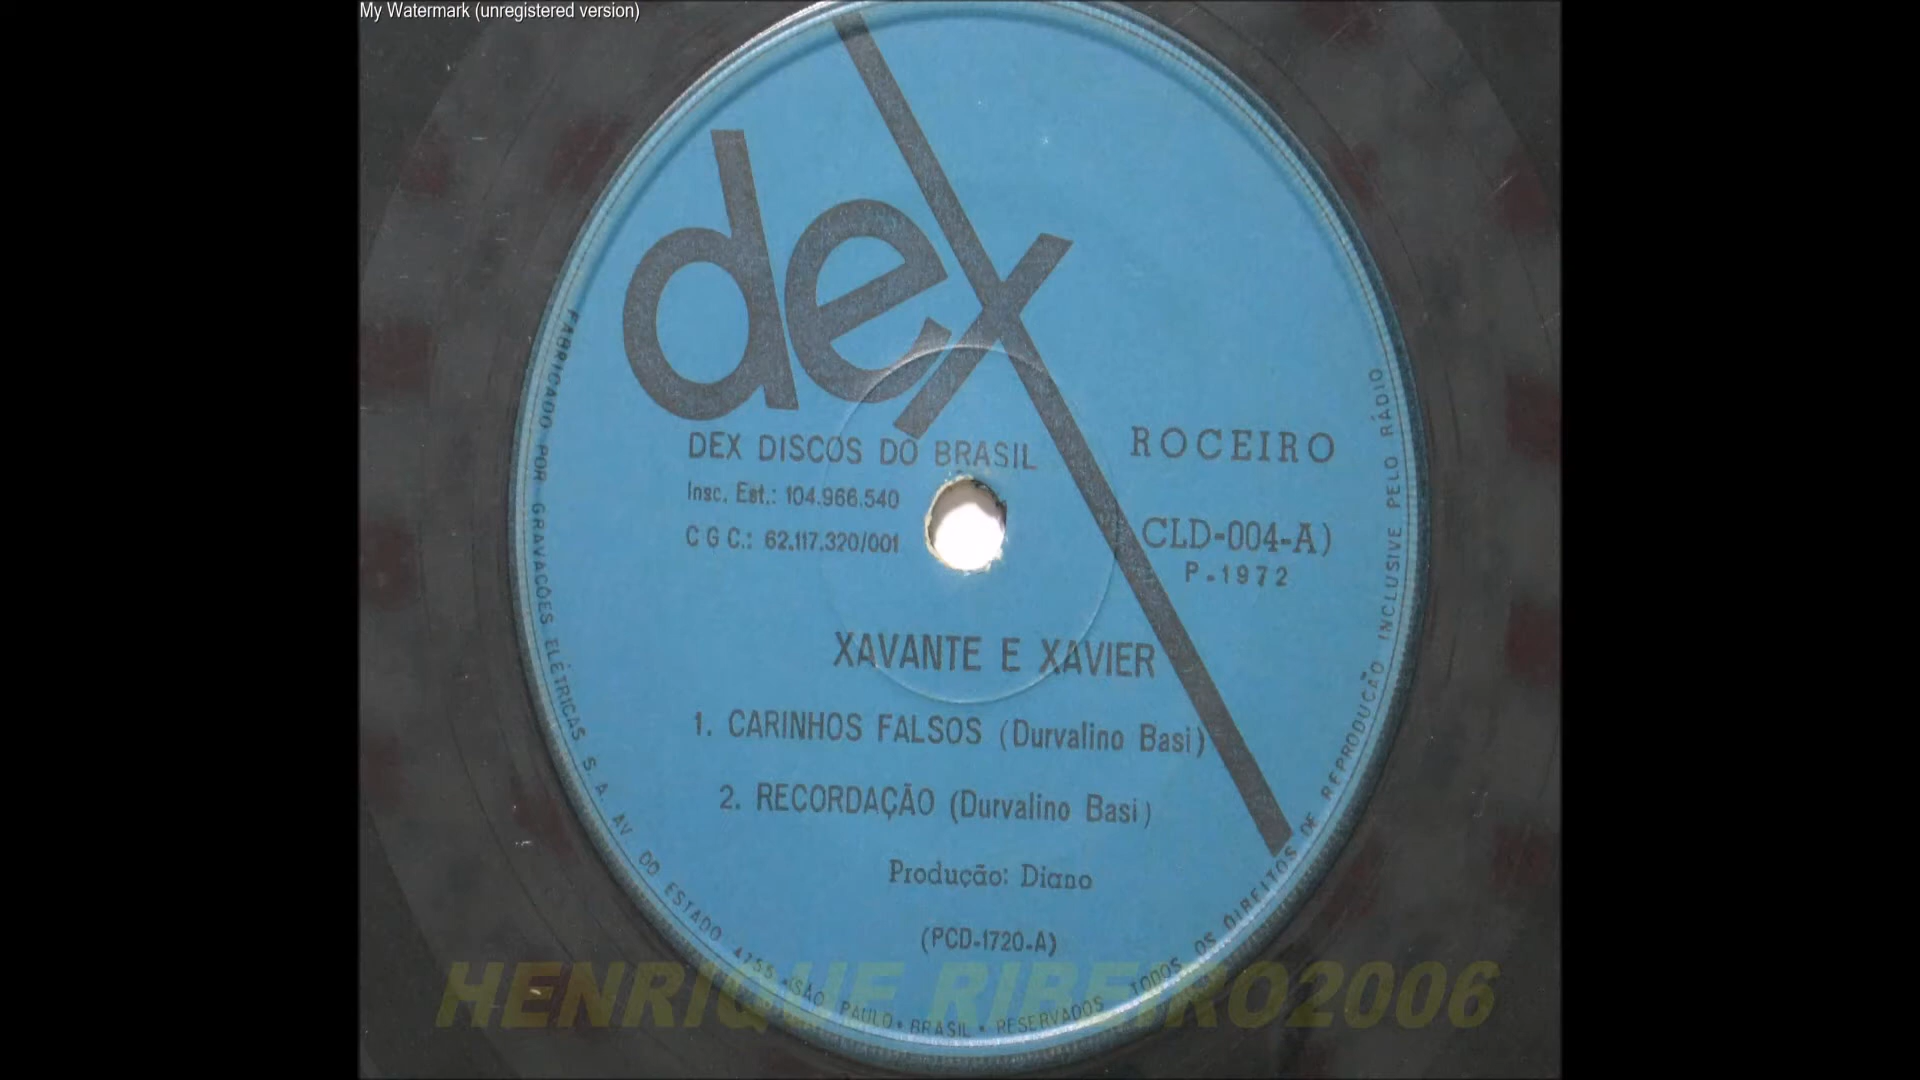 My Watermark (unregistered version)
dex
DEX DISCOS DO BRASIL
Insc. Est.: 104.966.540
C G C.: 62.117.320/001
ROCEIRO
CLD-004-A)
P.1972
XAVANTE E XAVIER
1. CARINHOS FALSOS (Durvalino Basi)
2. RECORDAÇÃO (Durvalino Basi)
Produção: Diano
(PCD-1720-A)
FABRICADO POR GRAVAÇÕES ELÉTRICAS S. A. AV. DO ESTADO 4755 • SÃO PAULO • BRASIL • RESERVADOS TODOS OS DIREITOS DE REPRODUÇÃO INCLUSIVE PELO RÁDIO
HENRIQUE RIBEIRO2006